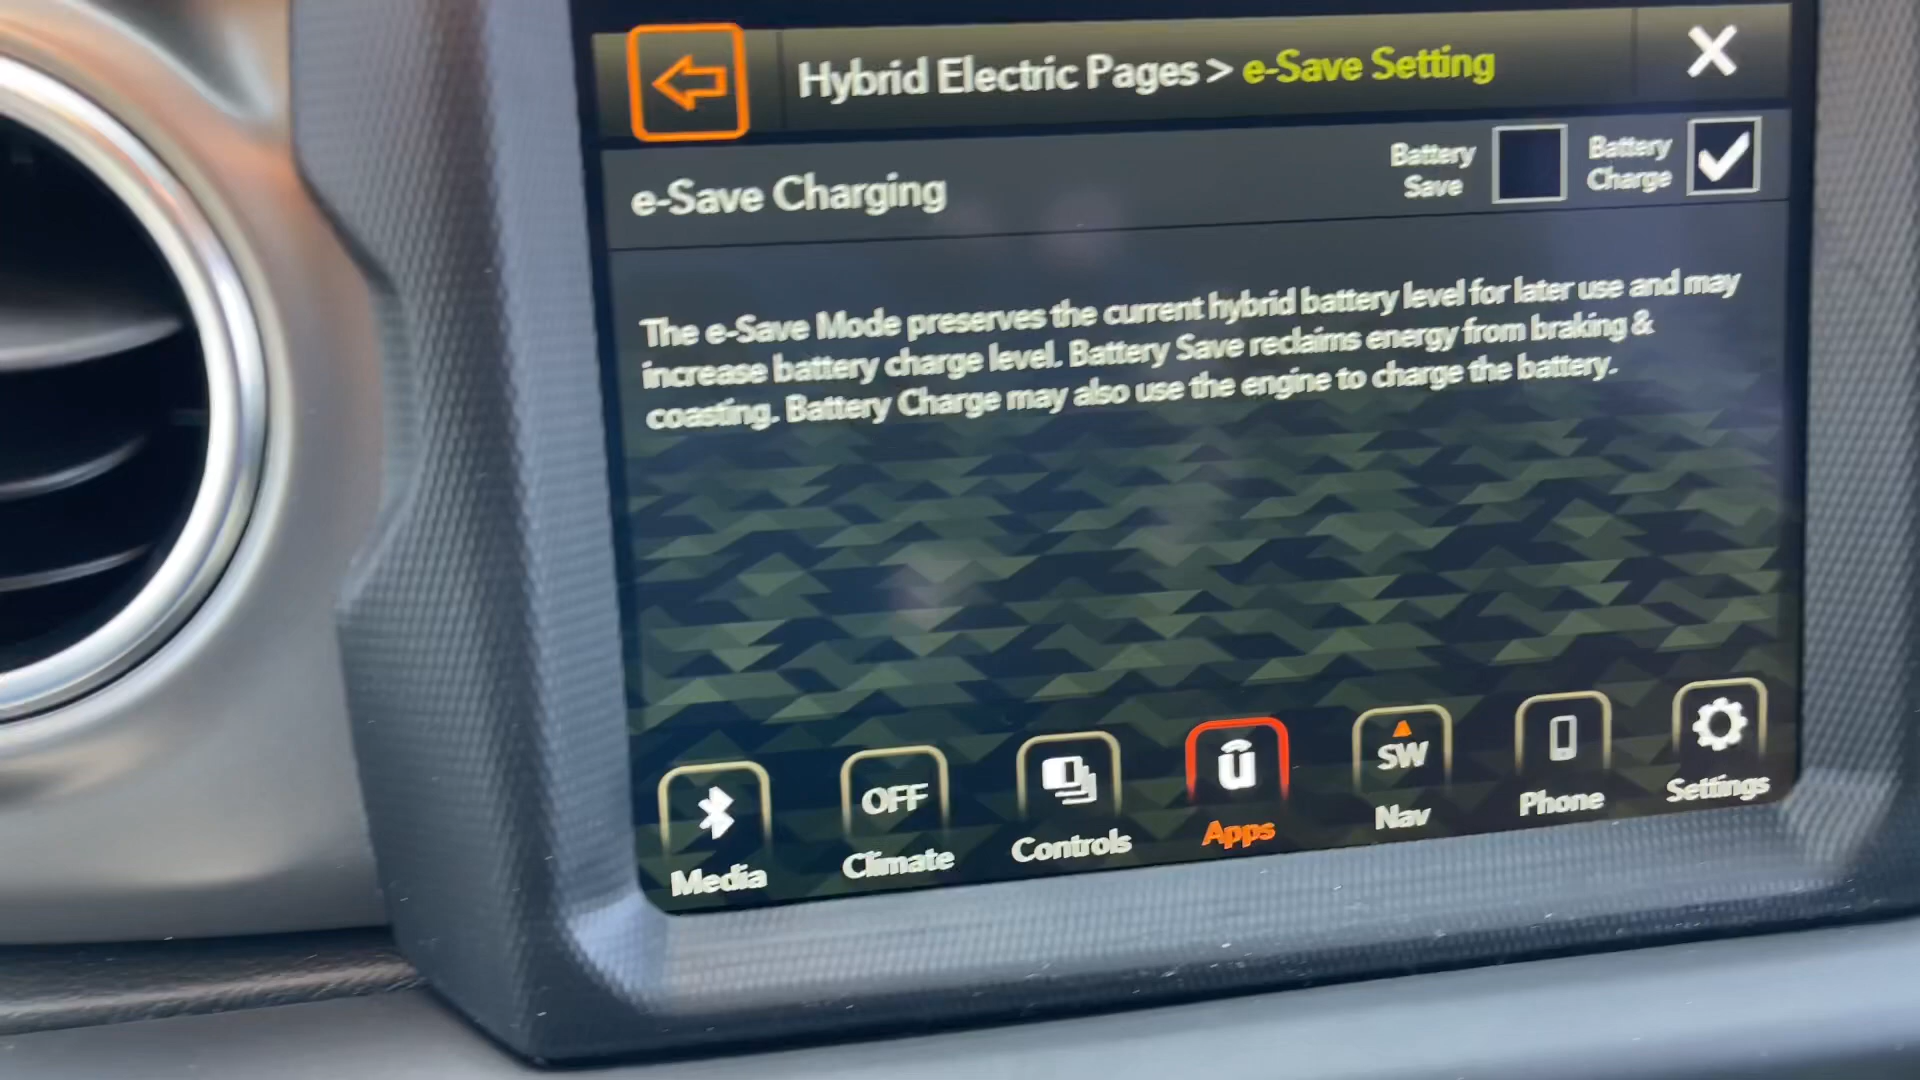 Hybrid Electric Pages > e-Save Setting
e-Save Charging
Battery
Save
Battery
Charge
The e-Save Mode preserves the current hybrid battery level for later use and may
increase battery charge level. Battery Save reclaims energy from braking &
coasting. Battery Charge may also use the engine to charge the battery.
OFF
SW
Media
Climate
Controls
Apps
Nav
Phone
Settings